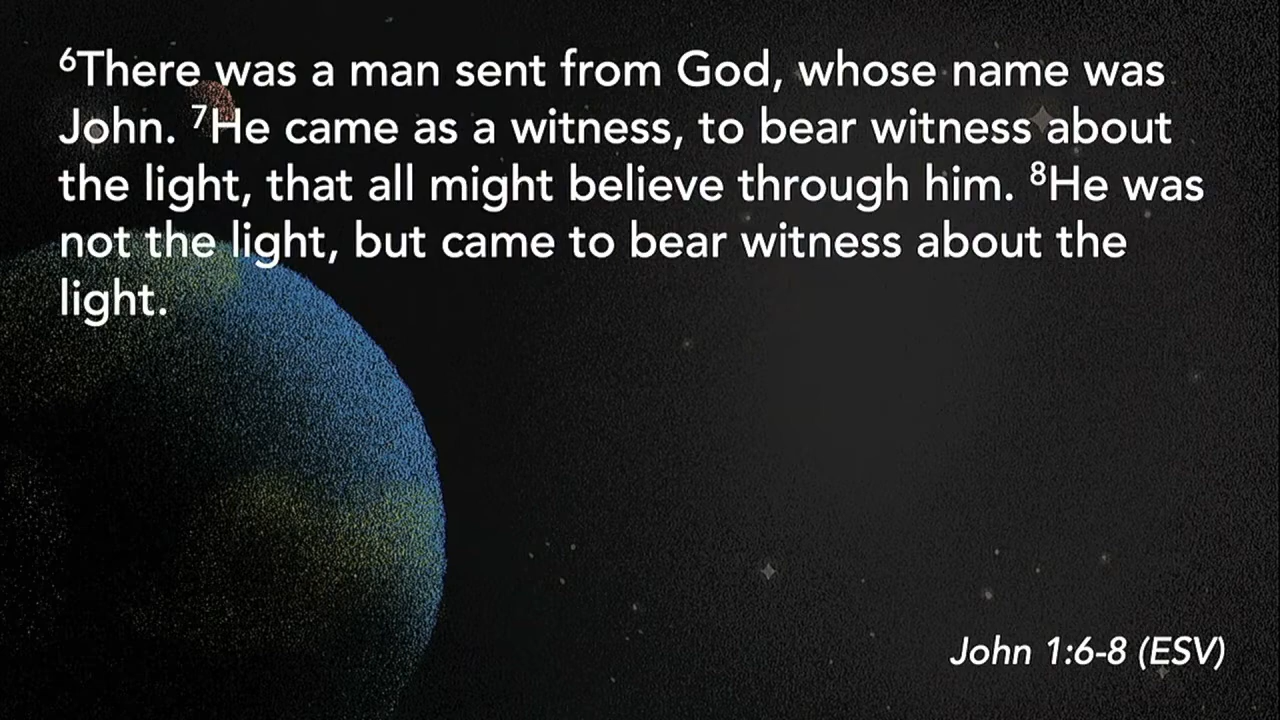 ⁶There was a man sent from God, whose name was
John. ⁷He came as a witness, to bear witness about
the light, that all might believe through him. ⁸He was
not the light, but came to bear witness about the
light.
John 1:6-8 (ESV)